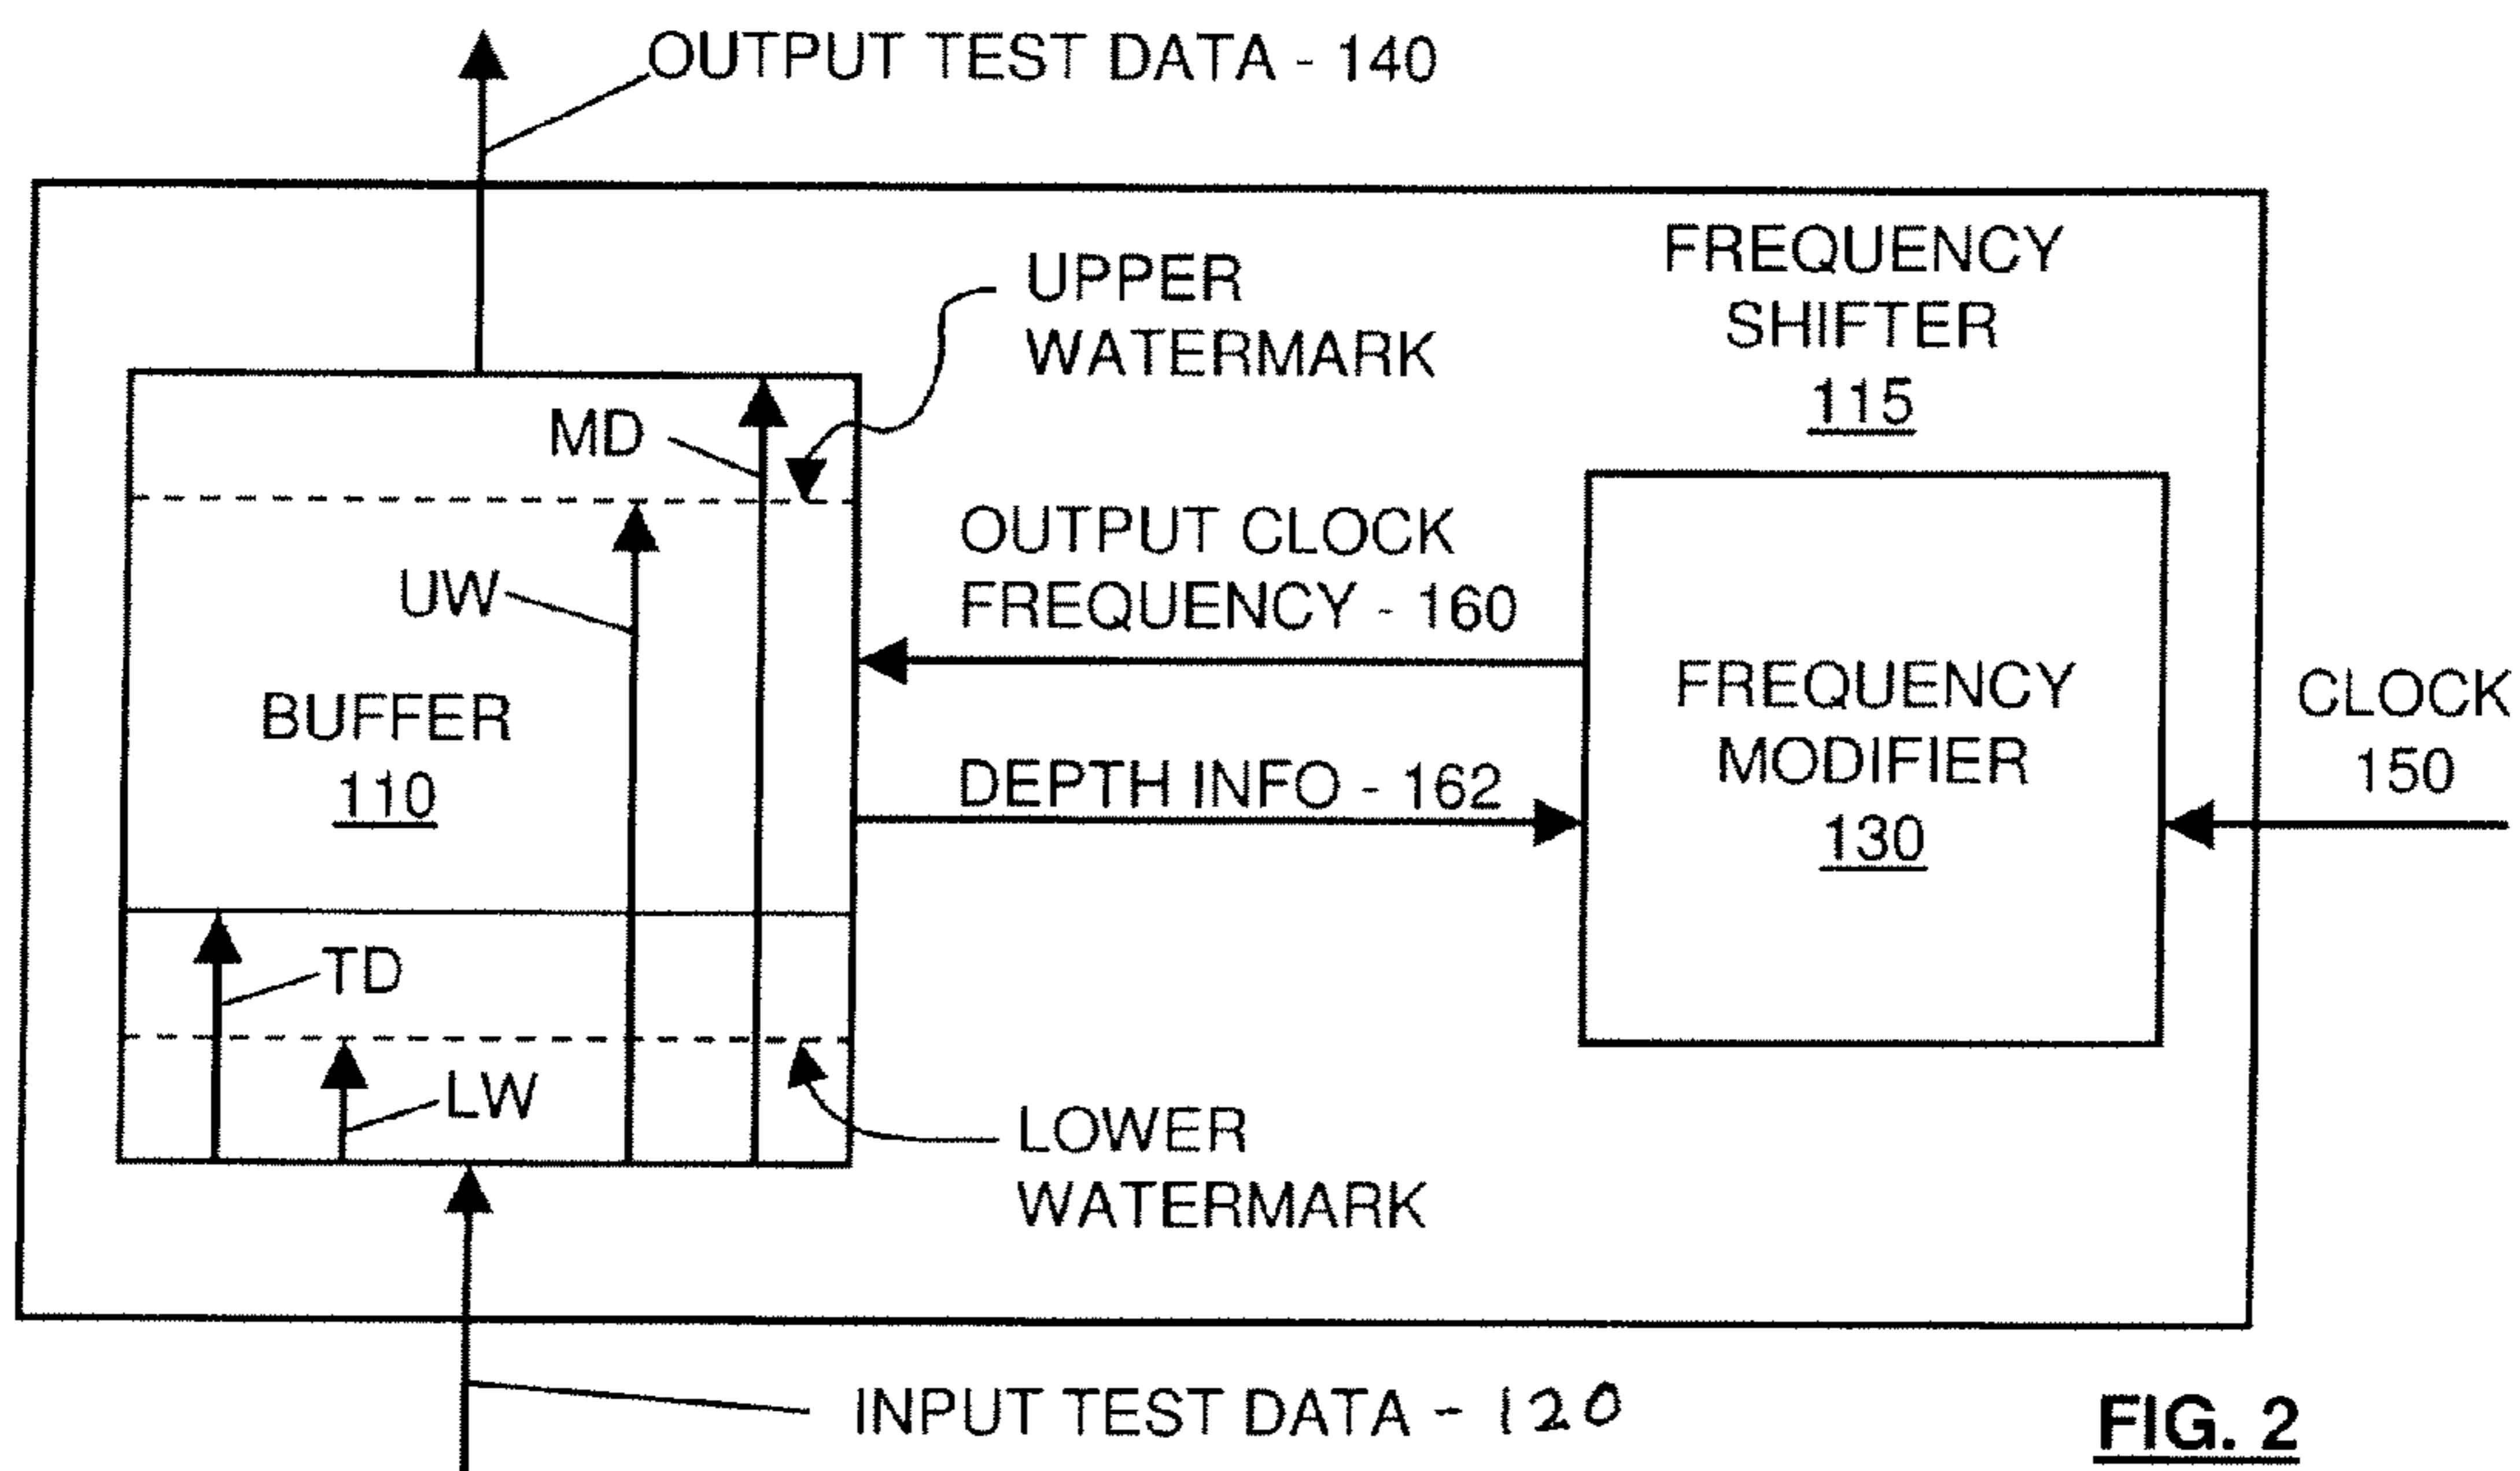 OUTPUT TEST DATA - 140
UPPER
WATERMARK
FREQUENCY
SHIFTER
115
MD
OUTPUT CLOCK
FREQUENCY - 160
UW
BUFFER
110
DEPTH INFO - 162
FREQUENCY
MODIFIER
130
CLOCK
150
TD
LW
LOWER
WATERMARK
INPUT TEST DATA - 120
FIG. 2